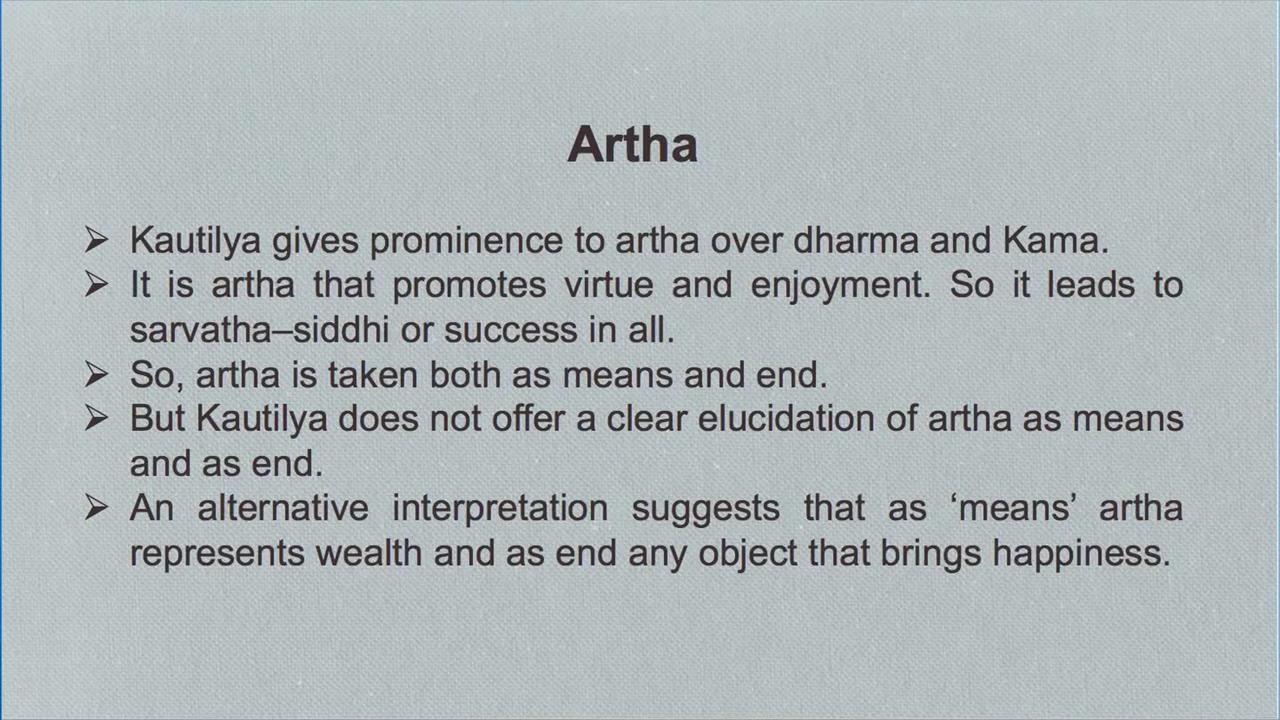 Artha
➢ Kautilya gives prominence to artha over dharma and Kama.
➢ It is artha that promotes virtue and enjoyment. So it leads to
sarvatha–siddhi or success in all.
➢ So, artha is taken both as means and end.
➢ But Kautilya does not offer a clear elucidation of artha as means
and as end.
➢ An alternative interpretation suggests that as ‘means’ artha
represents wealth and as end any object that brings happiness.